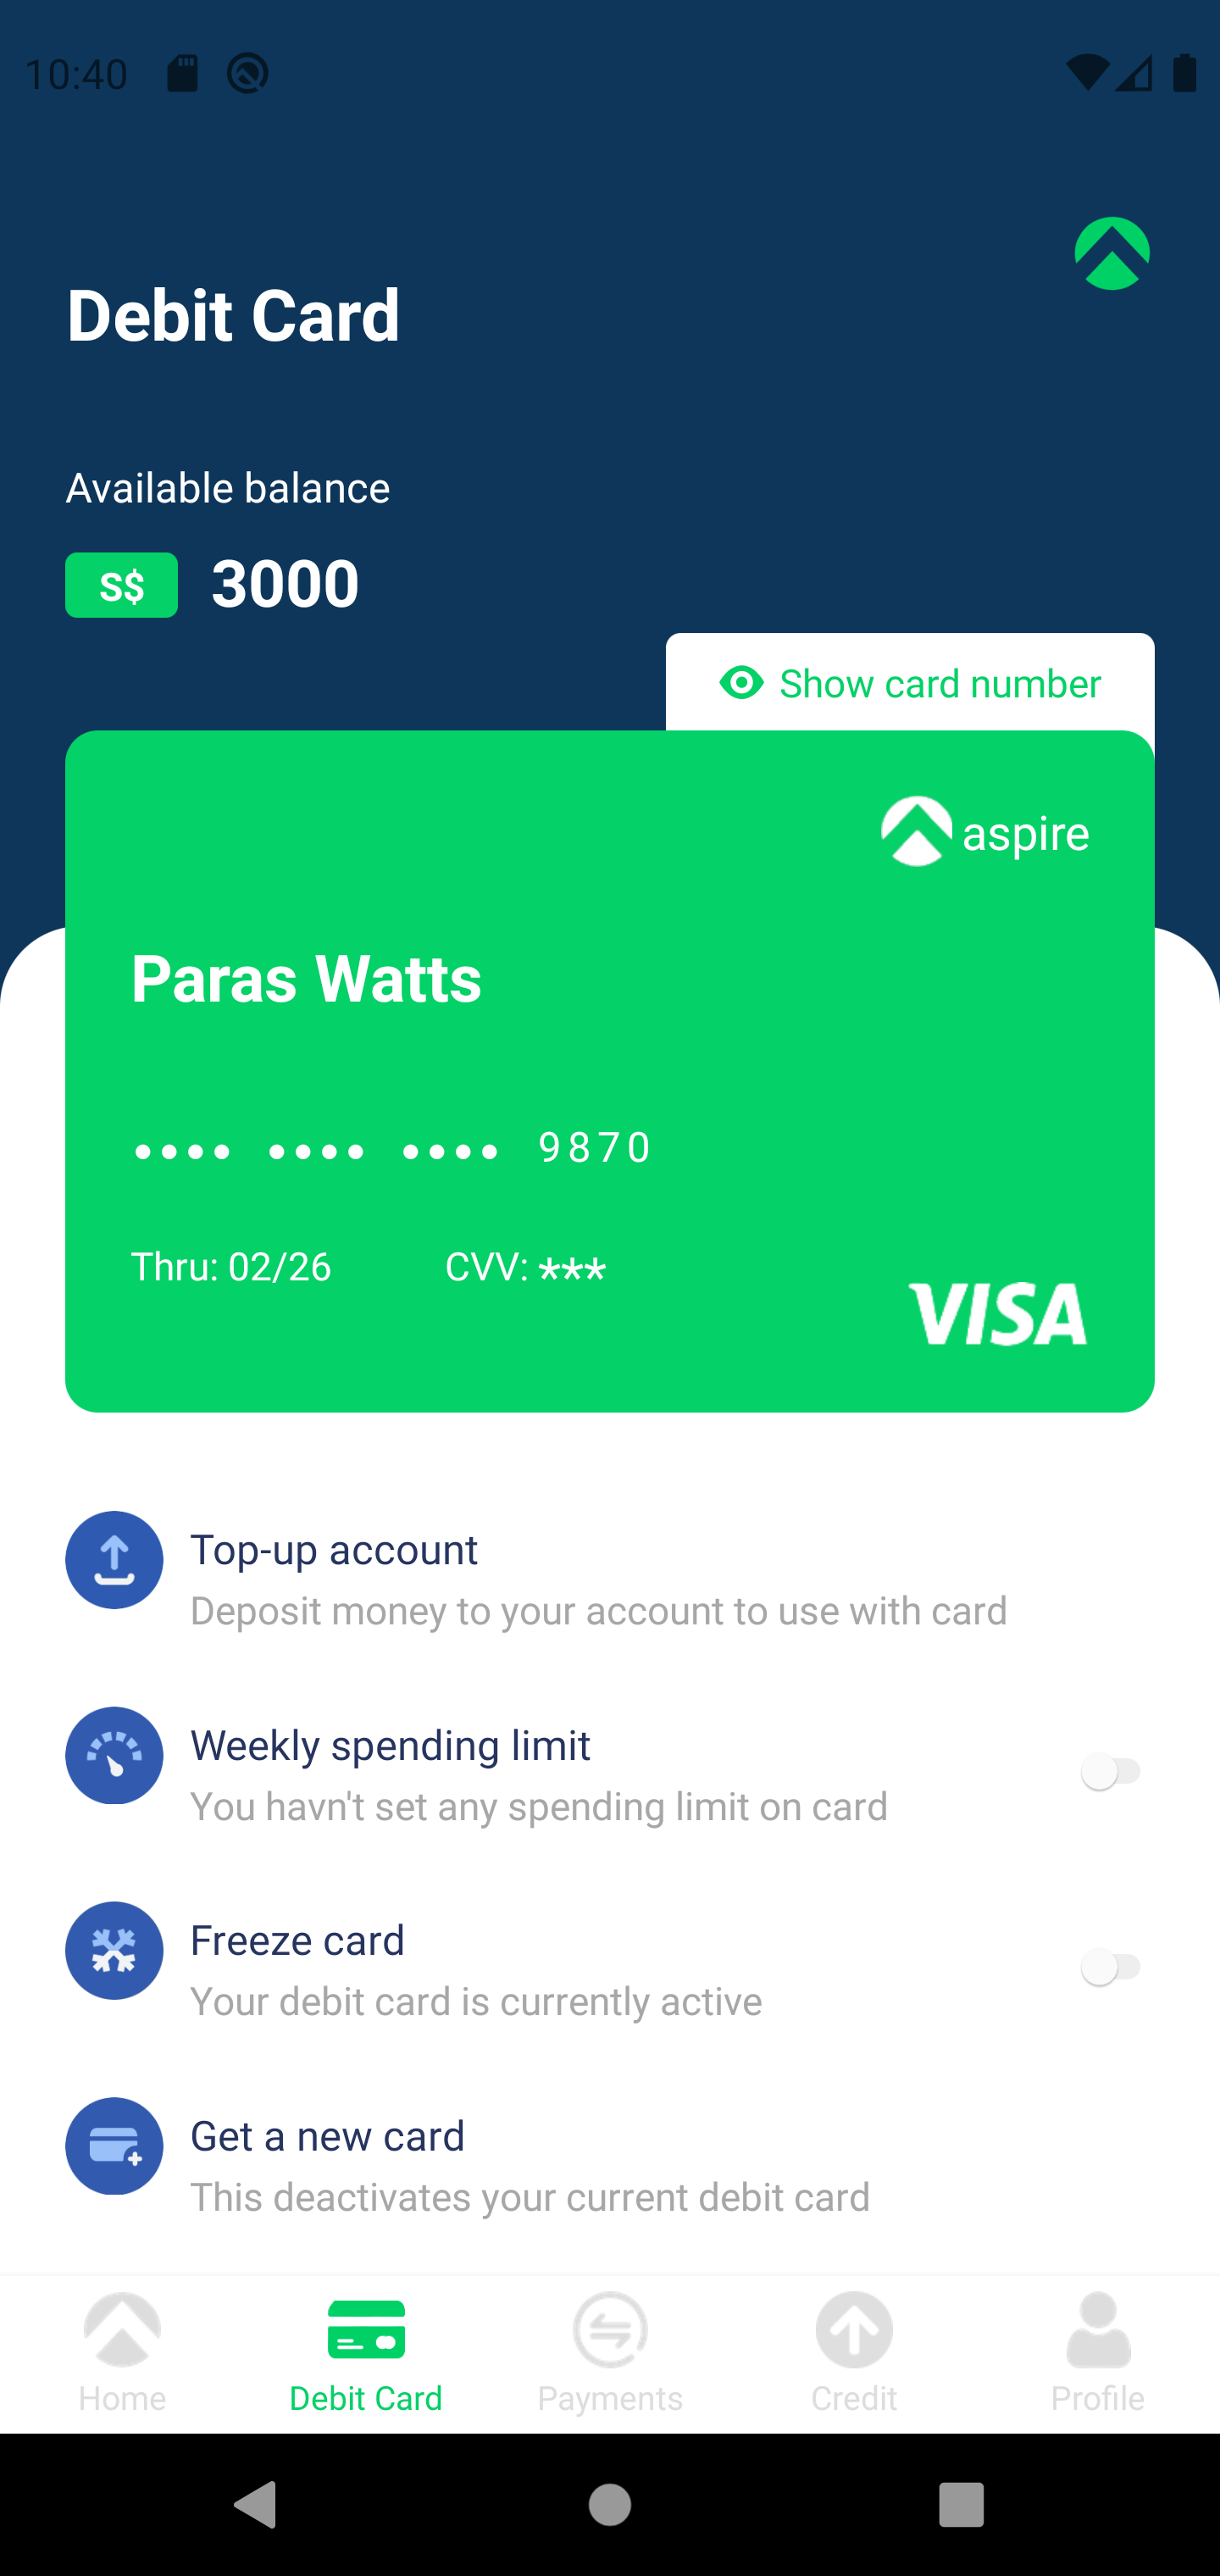 10:40
Debit Card
Available balance
S$ 3000
Show card number
aspire
Paras Watts
•••• •••• •••• 9870
Thru: 02/26 CVV: ***
VISA
Top-up account
Deposit money to your account to use with card
Weekly spending limit
You havn't set any spending limit on card
Freeze card
Your debit card is currently active
Get a new card
This deactivates your current debit card
Home Debit Card Payments Credit Profile